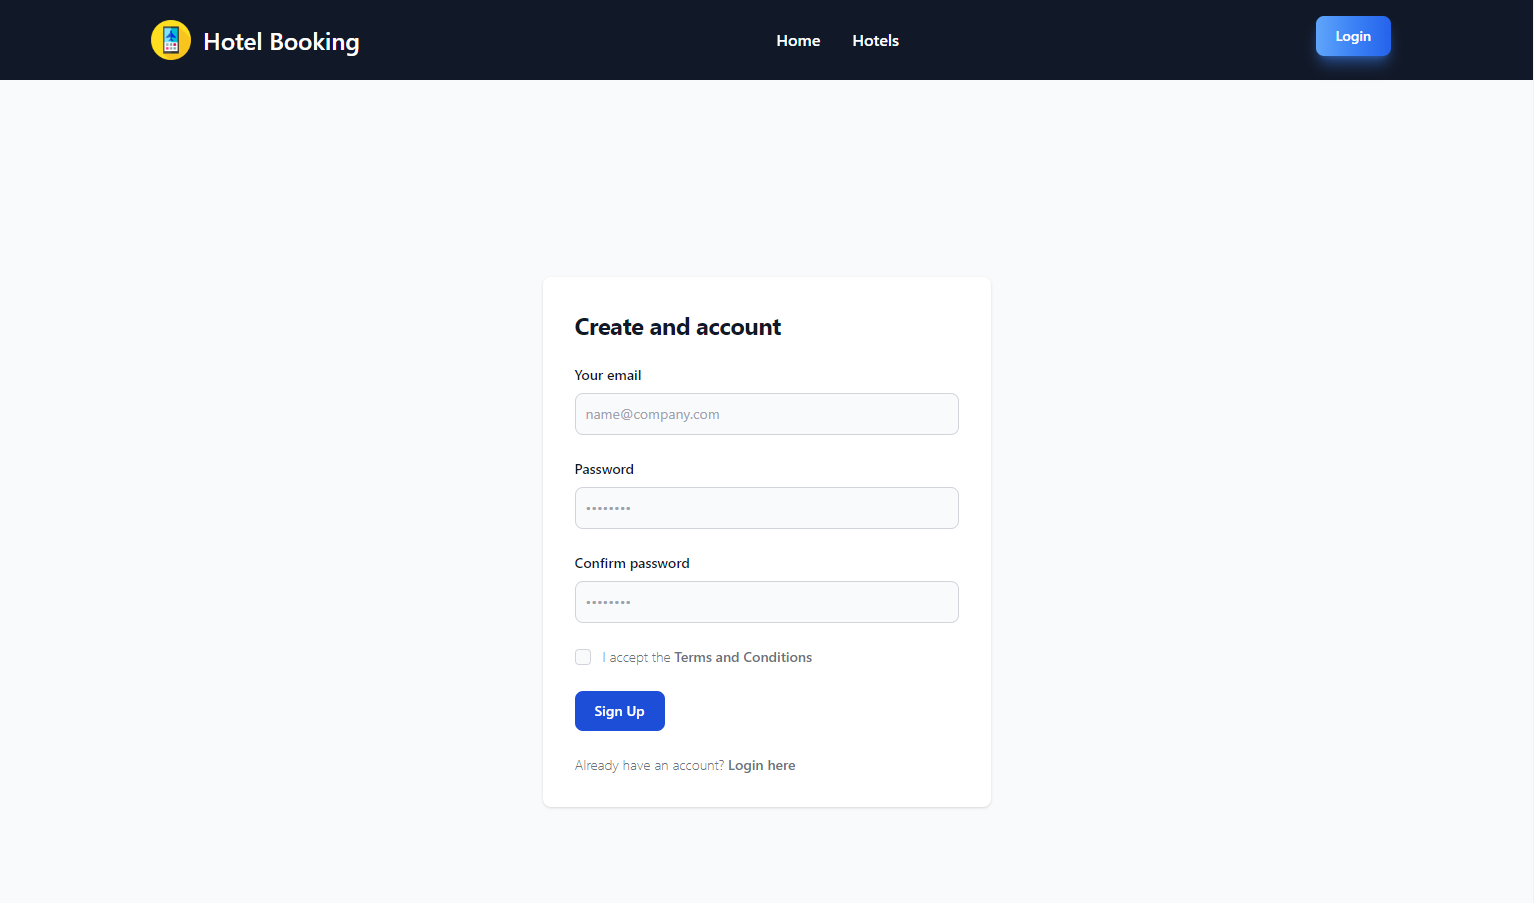 Hotel Booking
Home
Hotels
Login
Create and account
Your email
name@company.com
Password
••••••••
Confirm password
••••••••
I accept the Terms and Conditions
Sign Up
Already have an account? Login here